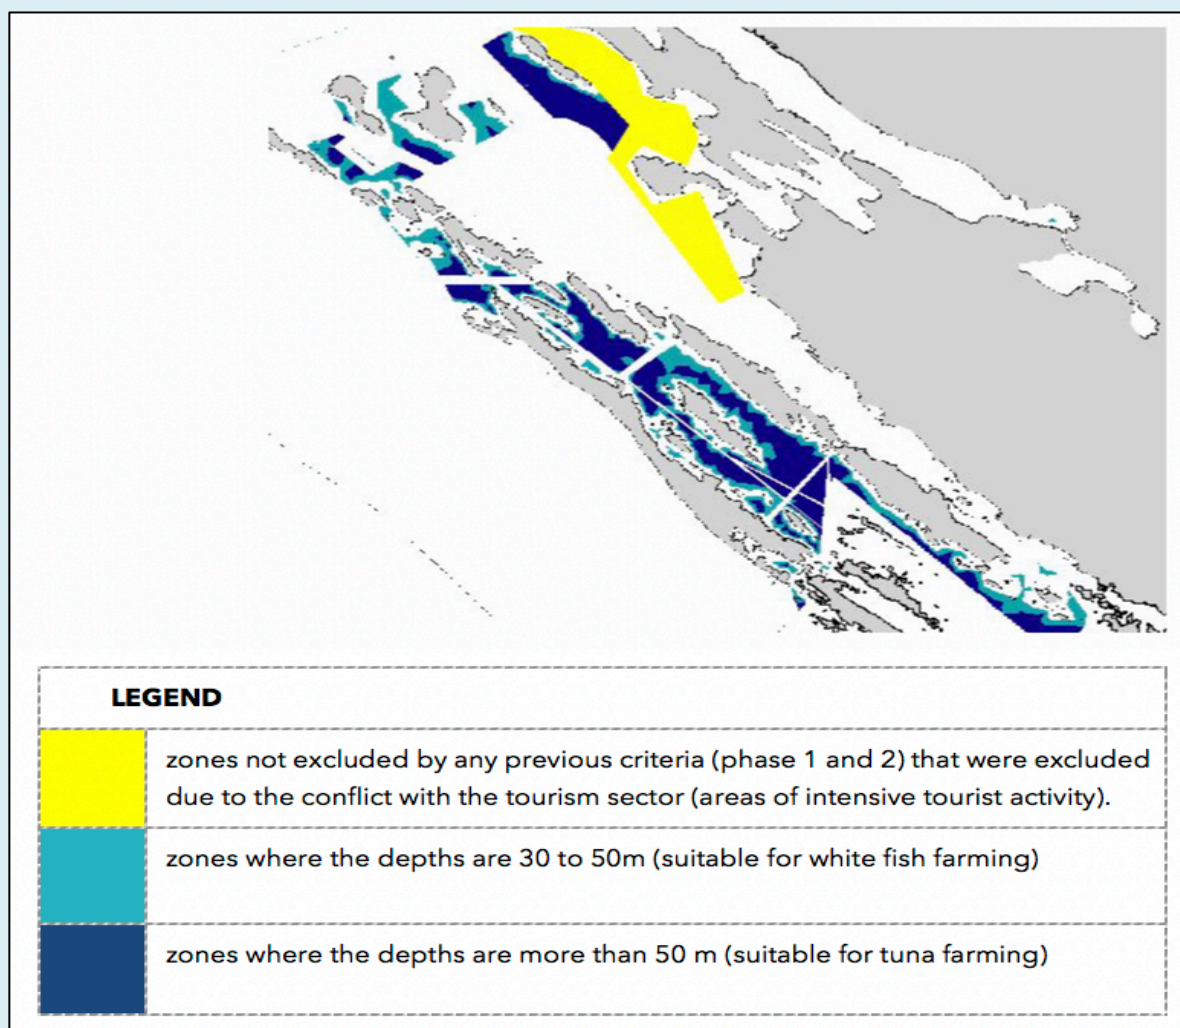 LEGEND
zones not excluded by any previous criteria (phase 1 and 2) that were excluded
due to the conflict with the tourism sector (areas of intensive tourist activity).
zones where the depths are 30 to 50m (suitable for white fish farming)
zones where the depths are more than 50 m (suitable for tuna farming)